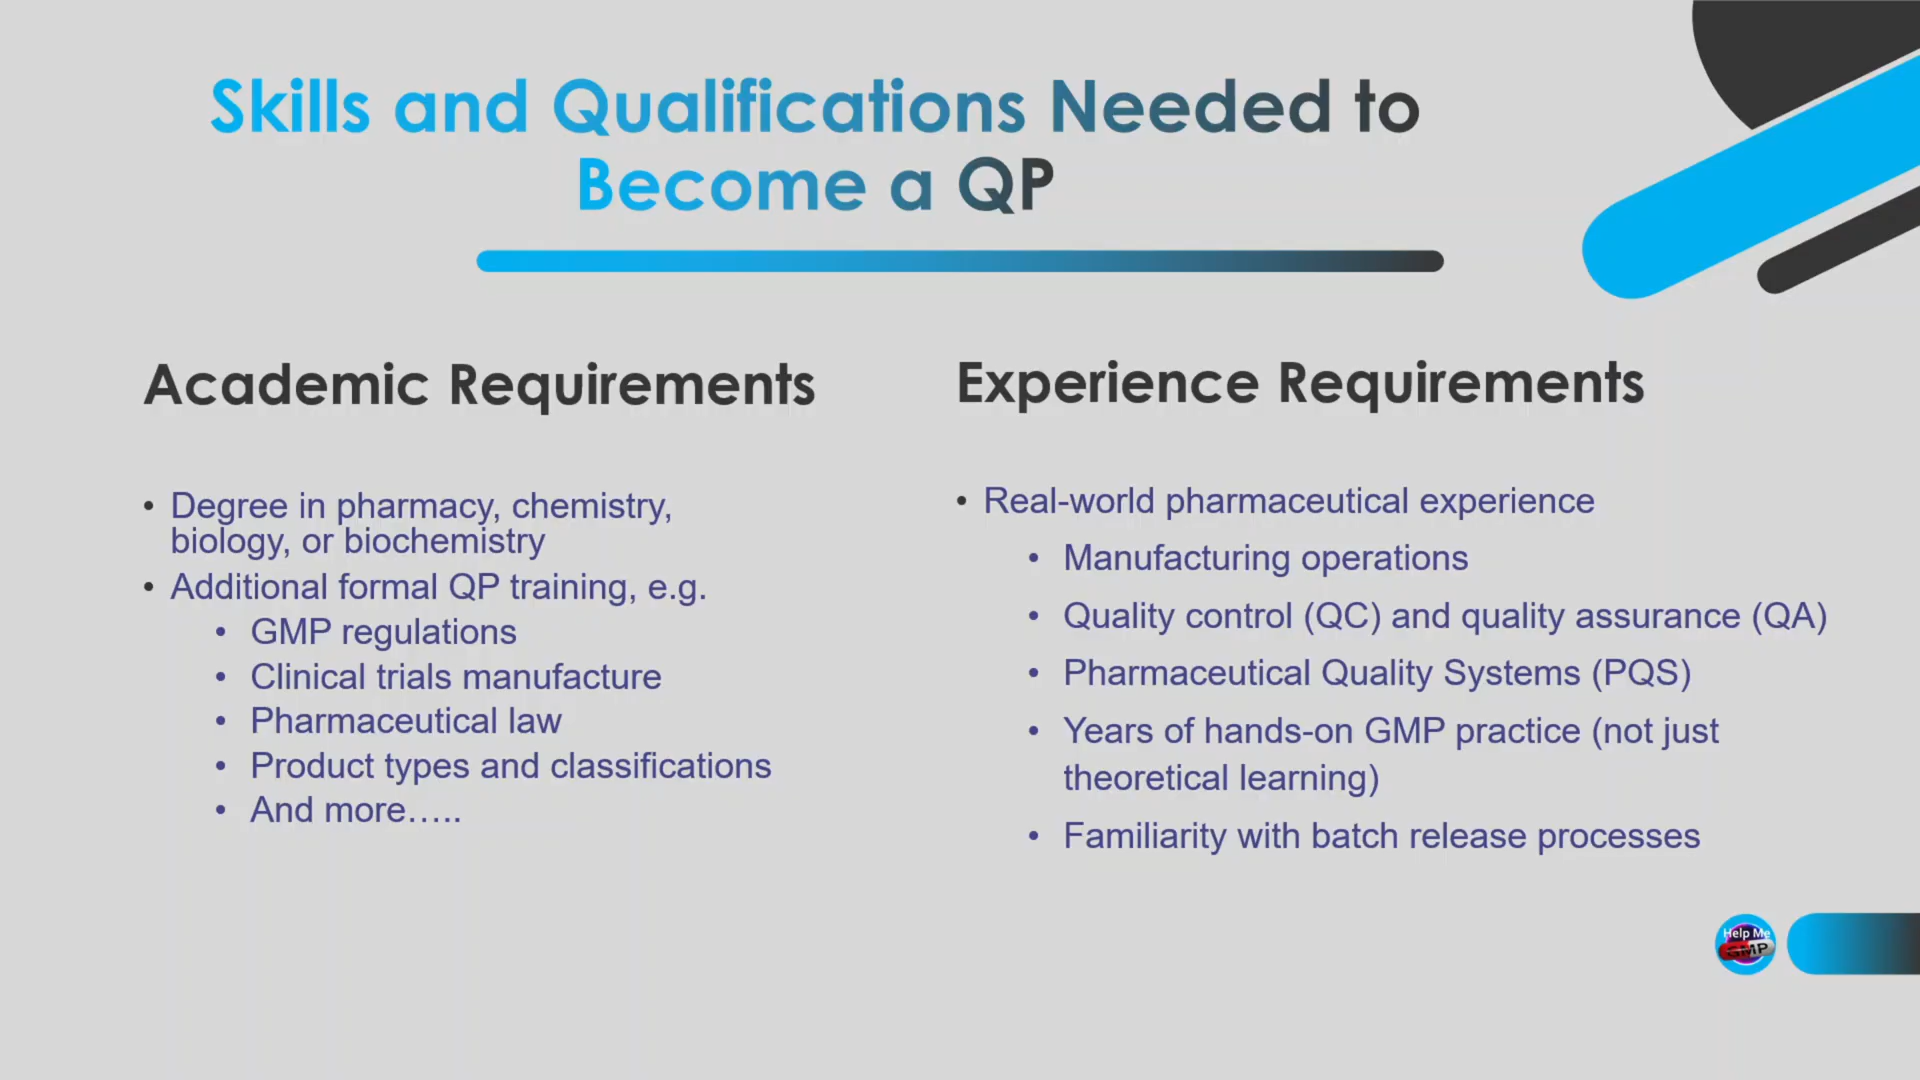 Skills and Qualifications Needed to
Become a QP
Academic Requirements
• Degree in pharmacy, chemistry,
biology, or biochemistry
• Additional formal QP training, e.g.
• GMP regulations
• Clinical trials manufacture
• Pharmaceutical law
• Product types and classifications
• And more…..
Experience Requirements
• Real-world pharmaceutical experience
• Manufacturing operations
• Quality control (QC) and quality assurance (QA)
• Pharmaceutical Quality Systems (PQS)
• Years of hands-on GMP practice (not just
theoretical learning)
• Familiarity with batch release processes
Help Me
GMP